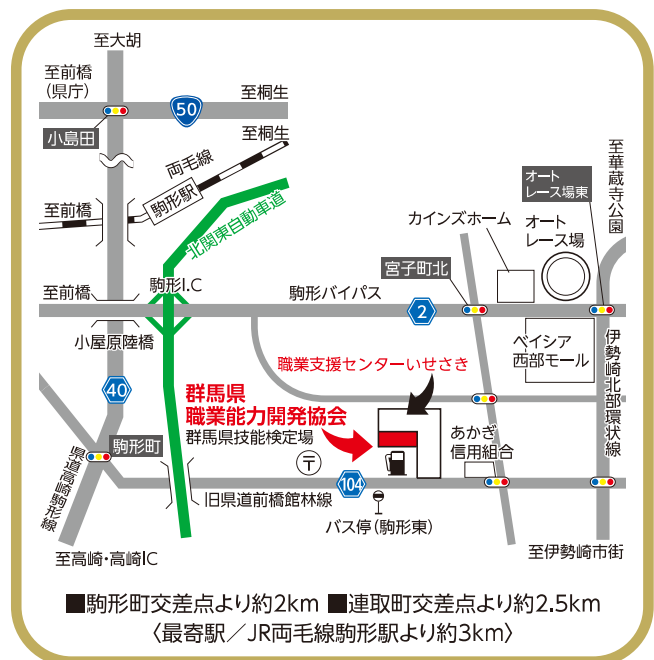 至大胡
至前橋
(県庁)
至桐生
50
小島田
至桐生
両毛線
駒形駅
至前橋
北関東自動車道
至華蔵寺公園
オート
レース場東
カインズホーム
オート
レース場
駒形I.C
宮子町北
至前橋
駒形バイパス
2
小屋原陸橋
ベイシア
西部モール
伊勢崎北部環状線
職業支援センターいせさき
40
群馬県
職業能力開発協会
群馬県技能検定場
駒形町
あかぎ
信用組合
〒
104
県道高崎駒形線
旧県道前橋館林線
バス停(駒形東)
至高崎・高崎IC
至伊勢崎市街
■駒形町交差点より約2km ■連取町交差点より約2.5km
〈最寄駅/JR両毛線駒形駅より約3km〉